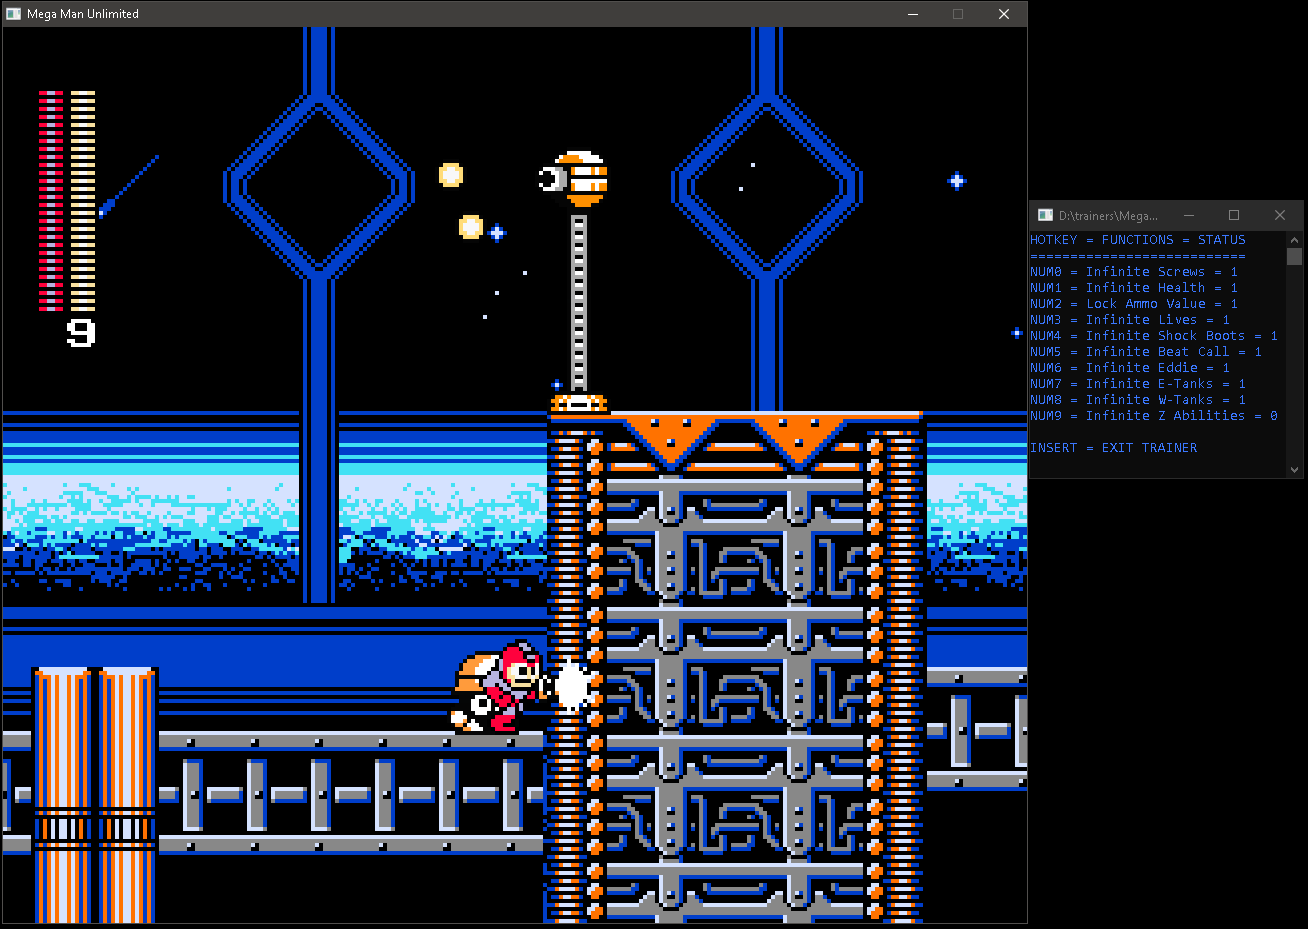 Mega Man Unlimited
9
D:\trainers\Mega...
HOTKEY = FUNCTIONS = STATUS
===========================
NUM0 = Infinite Screws = 1
NUM1 = Infinite Health = 1
NUM2 = Lock Ammo Value = 1
NUM3 = Infinite Lives = 1
NUM4 = Infinite Shock Boots = 1
NUM5 = Infinite Beat Call = 1
NUM6 = Infinite Eddie = 1
NUM7 = Infinite E-Tanks = 1
NUM8 = Infinite W-Tanks = 1
NUM9 = Infinite Z Abilities = 0
INSERT = EXIT TRAINER